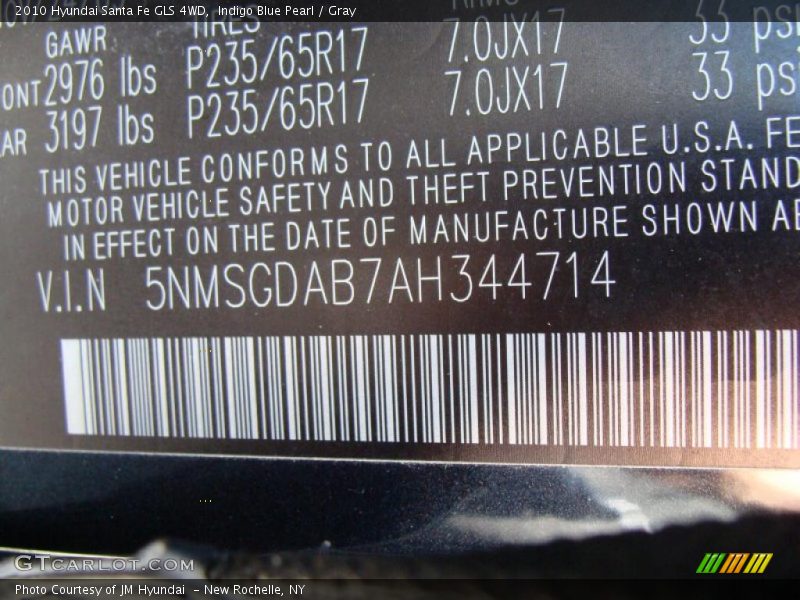 2010 Hyundai Santa Fe GLS 4WD, Indigo Blue Pearl / Gray
GAWR TIRES
ONT 2976 lbs P235/65R17 7.0JX17 33 psi
AR 3197 lbs P235/65R17 7.0JX17 33 psi
THIS VEHICLE CONFORMS TO ALL APPLICABLE U.S.A. FE
MOTOR VEHICLE SAFETY AND THEFT PREVENTION STAND
IN EFFECT ON THE DATE OF MANUFACTURE SHOWN AB
V.I.N 5NMSGDAB7AH344714
GTCARLOT.COM
Photo Courtesy of JM Hyundai - New Rochelle, NY